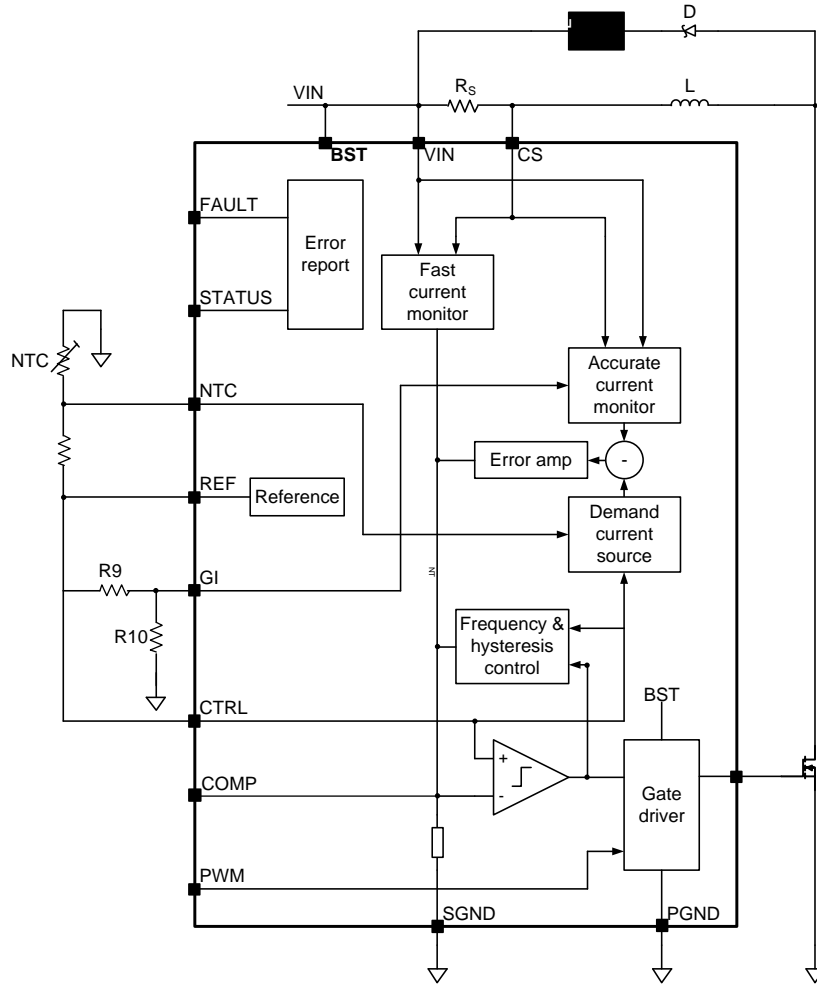 D
VIN
RS
L
BST
VIN
CS
FAULT
Error
report
STATUS
Fast
current
monitor
NTC
Accurate
current
monitor
NTC
Error amp
-
REF
Reference
Demand
current
source
R9
GI
R10
Frequency &
hysteresis
control
CTRL
BST
+
COMP
-
Gate
driver
PWM
SGND
PGND